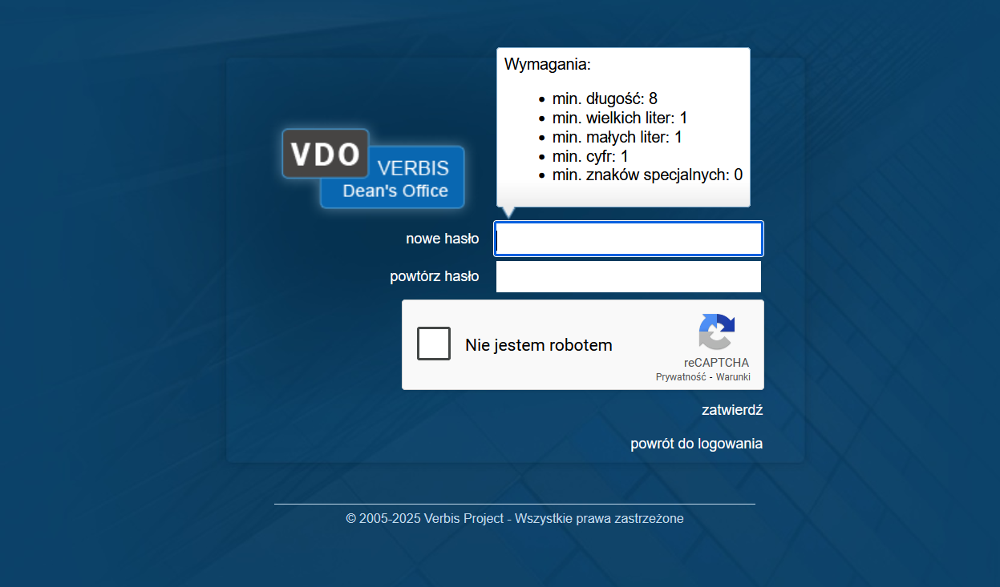 Wymagania:
min. długość: 8
min. wielkich liter: 1
min. małych liter: 1
min. cyfr: 1
min. znaków specjalnych: 0
VDO
VERBIS
Dean's Office
nowe hasło
powtórz hasło
Nie jestem robotem
reCAPTCHA
Prywatność - Warunki
zatwierdź
powrót do logowania
© 2005-2025 Verbis Project - Wszystkie prawa zastrzeżone